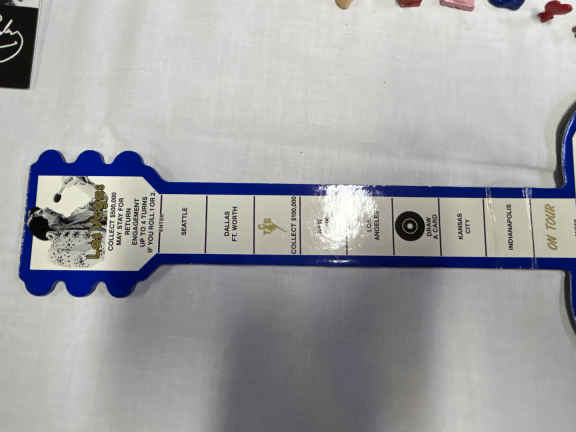 LAS VEGAS
COLLECT $100,000
MAY STAY FOR
RETURN
ENGAGEMENT
UP TO 4 TURNS
IF YOU ROLL 1 OR 2
SEATTLE
DALLAS
FT. WORTH
COLLECT $100,000
LOS
ANGELES
DRAW
A CARD
KANSAS
CITY
INDIANAPOLIS
ON TOUR